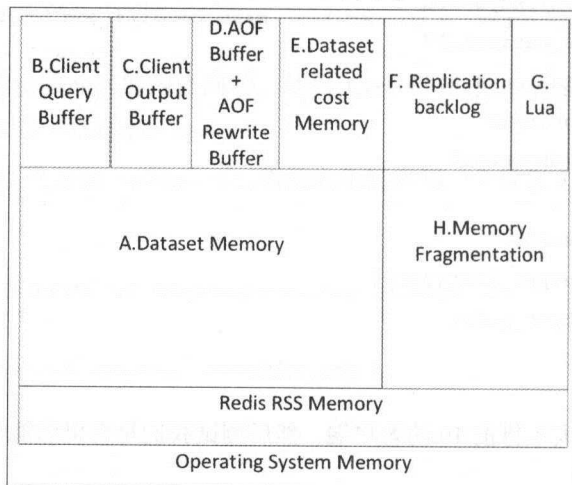 B.Client
Query
Buffer
C.Client
Output
Buffer
D.AOF
Buffer
+
AOF
Rewrite
Buffer
E.Dataset
related
cost
Memory
F. Replication
backlog
G.
Lua
A.Dataset Memory
H.Memory
Fragmentation
Redis RSS Memory
Operating System Memory